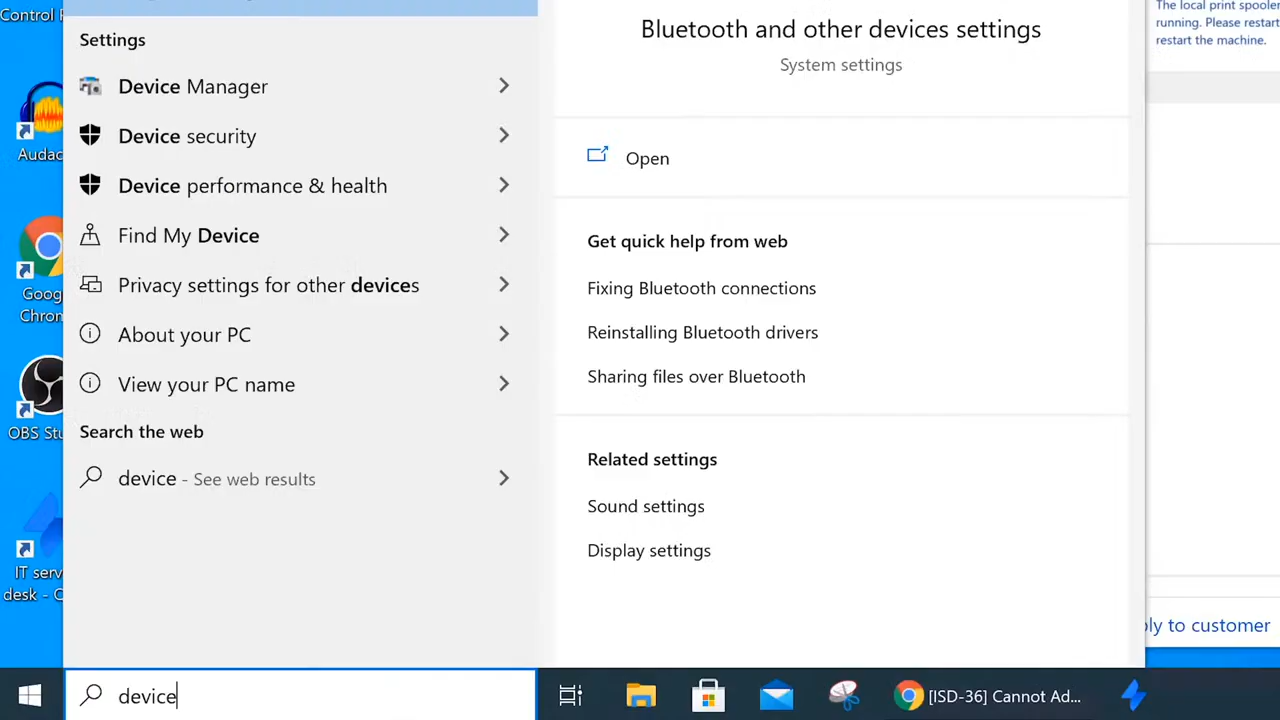 Control P
Settings
Device Manager
Device security
Device performance & health
Find My Device
Privacy settings for other devices
About your PC
View your PC name
Search the web
device - See web results
device
Bluetooth and other devices settings
System settings
Open
Get quick help from web
Fixing Bluetooth connections
Reinstalling Bluetooth drivers
Sharing files over Bluetooth
Related settings
Sound settings
Display settings
The local print spooler
running. Please restart
restart the machine.
ply to customer
Audac
Goog
Chrom
OBS Stu
IT serv
desk - C
[ISD-36] Cannot Ad...